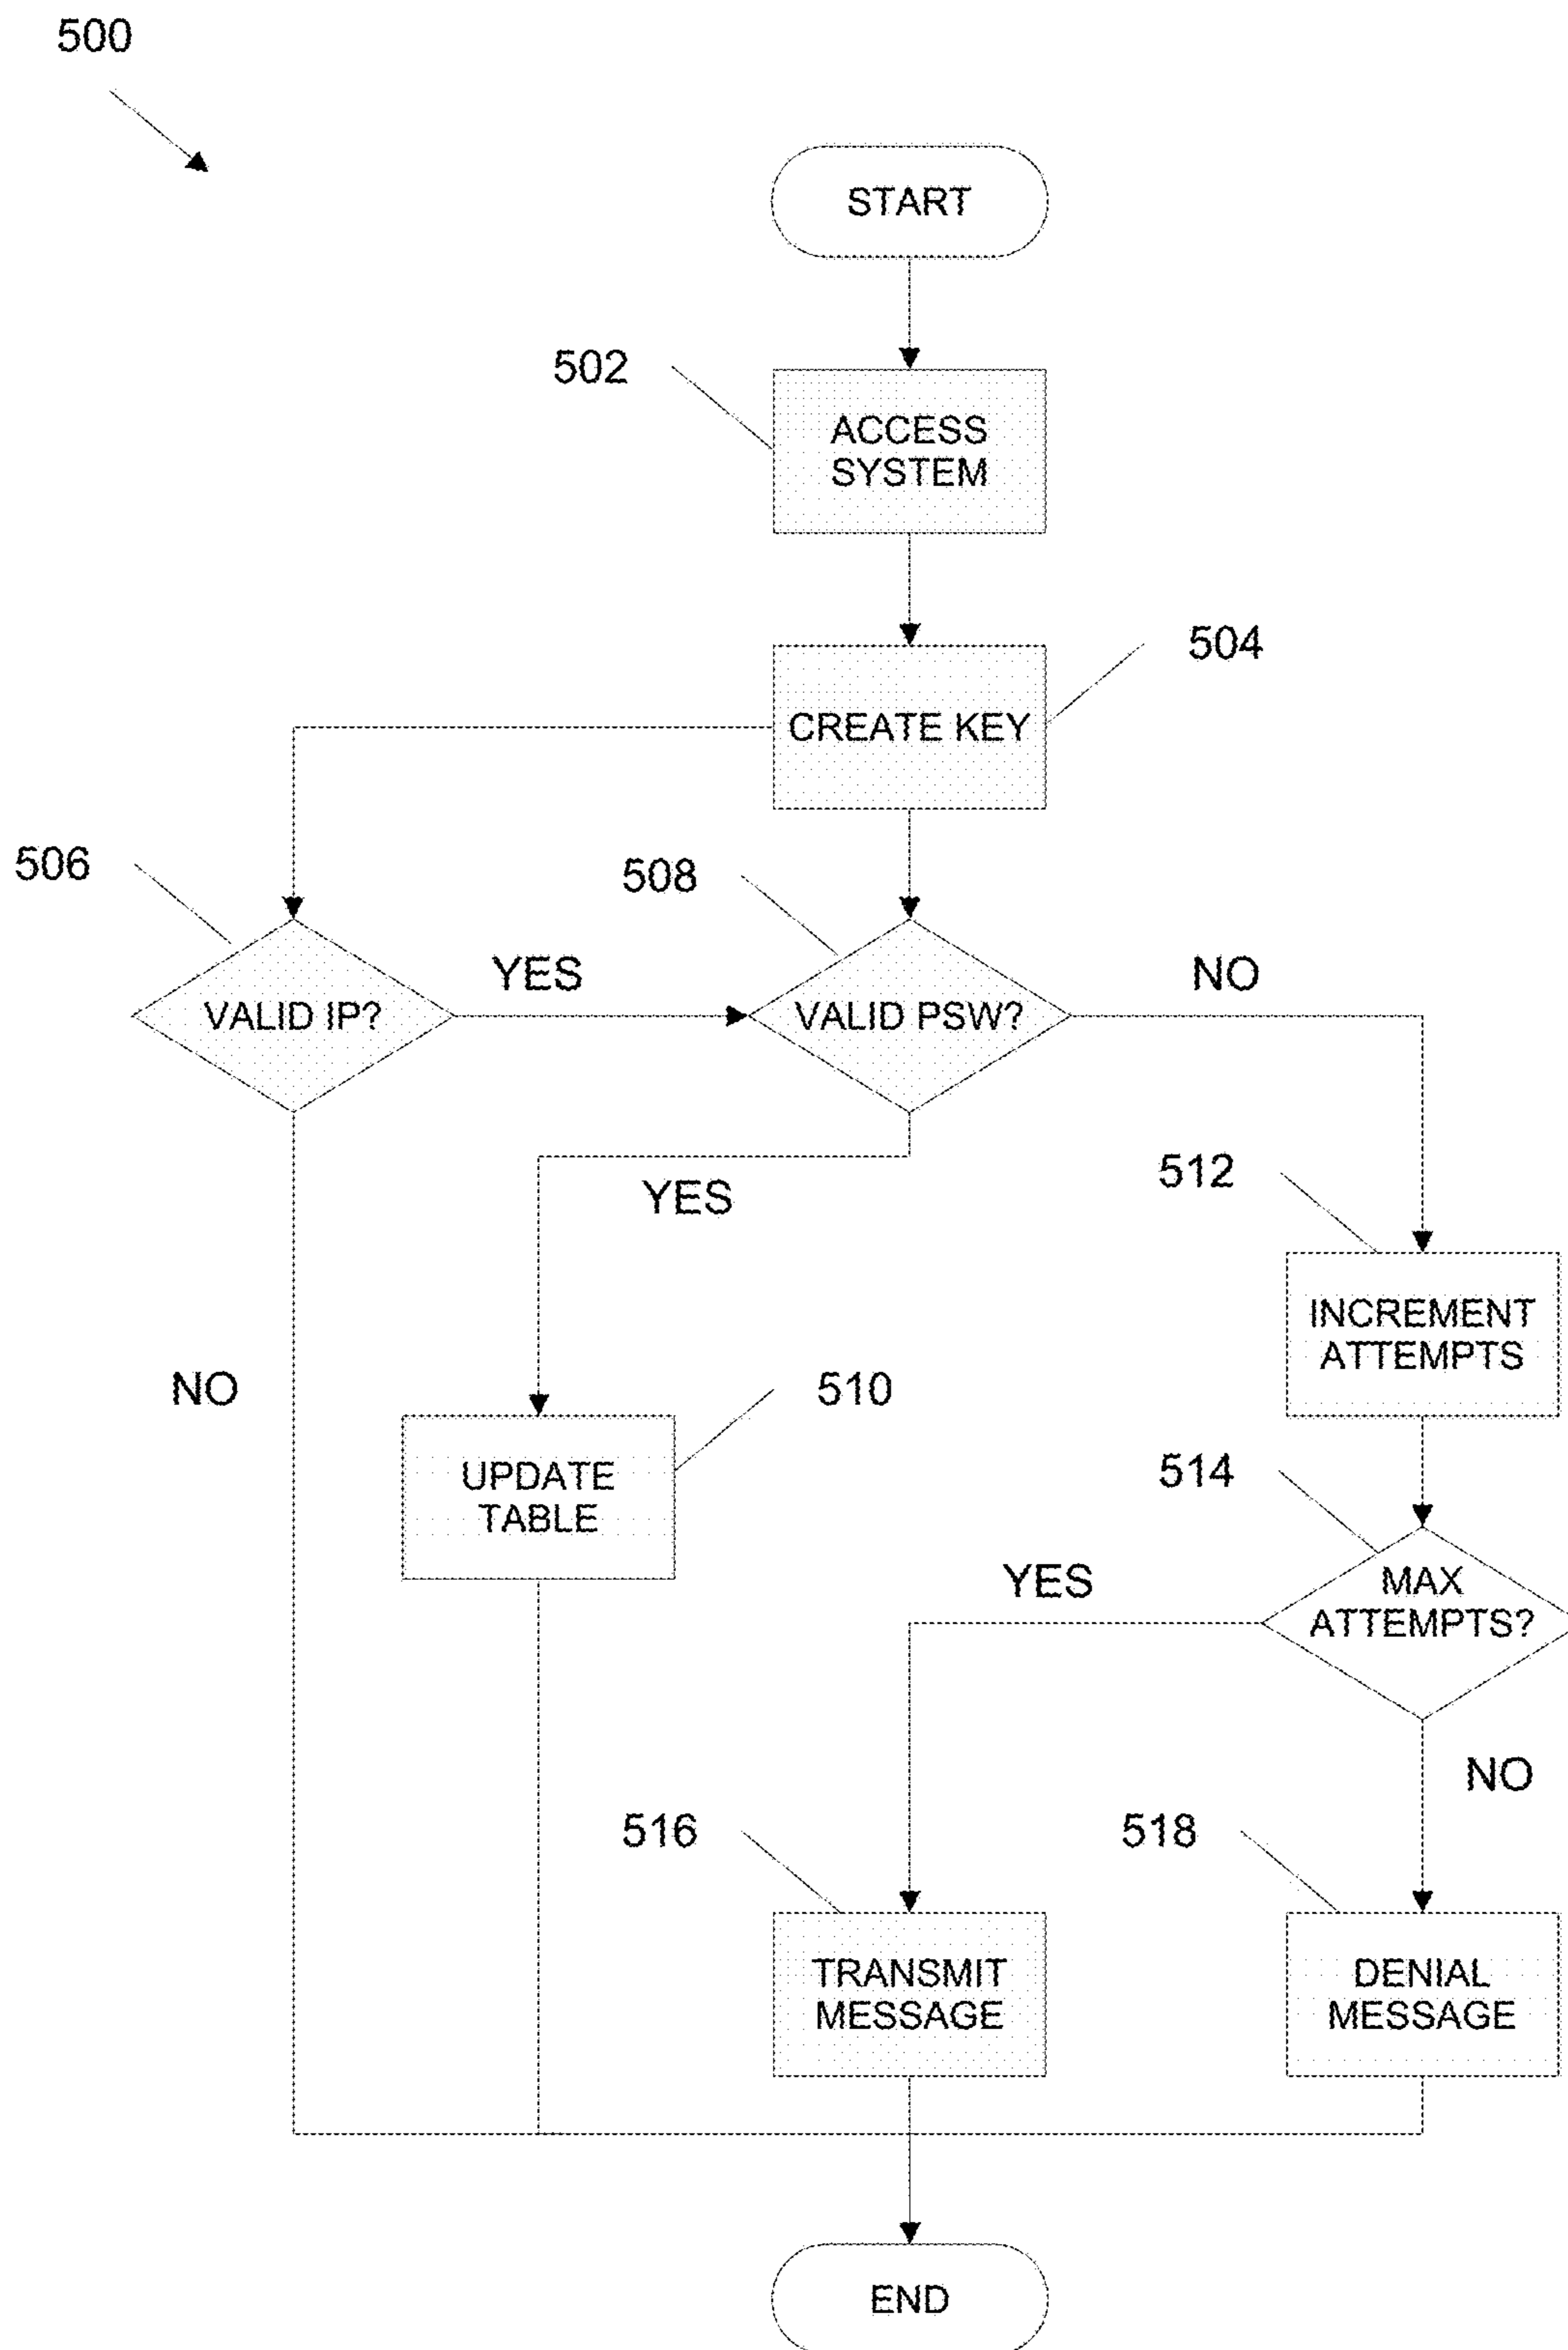 500
START
502
ACCESS
SYSTEM
504
CREATE KEY
506
508
VALID IP?
YES
VALID PSW?
NO
YES
512
INCREMENT
ATTEMPTS
NO
510
UPDATE
TABLE
514
MAX
ATTEMPTS?
YES
NO
516
518
TRANSMIT
MESSAGE
DENIAL
MESSAGE
END